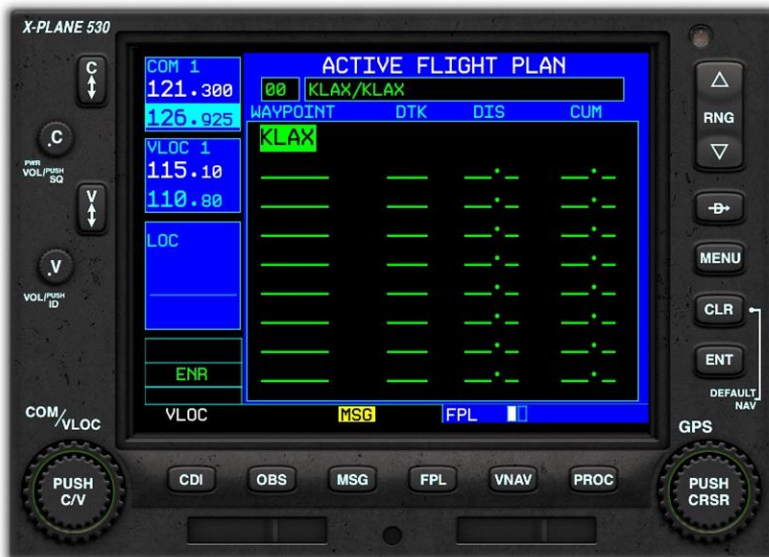 X-PLANE 530
C
.C
PWR
VOL/PUSH SQ
V
.V
VOL/PUSH ID
COM/VLOC
PUSH
C/V
COM 1
121.300
126.925
VLOC 1
115.10
110.80
LOC
ENR
VLOC
ACTIVE FLIGHT PLAN
00 KLAX/KLAX
WAYPOINT DTK DIS CUM
KLAX
MSG
FPL
RNG
D
MENU
CLR
ENT
DEFAULT
NAV
GPS
PUSH
CRSR
CDI OBS MSG FPL VNAV PROC